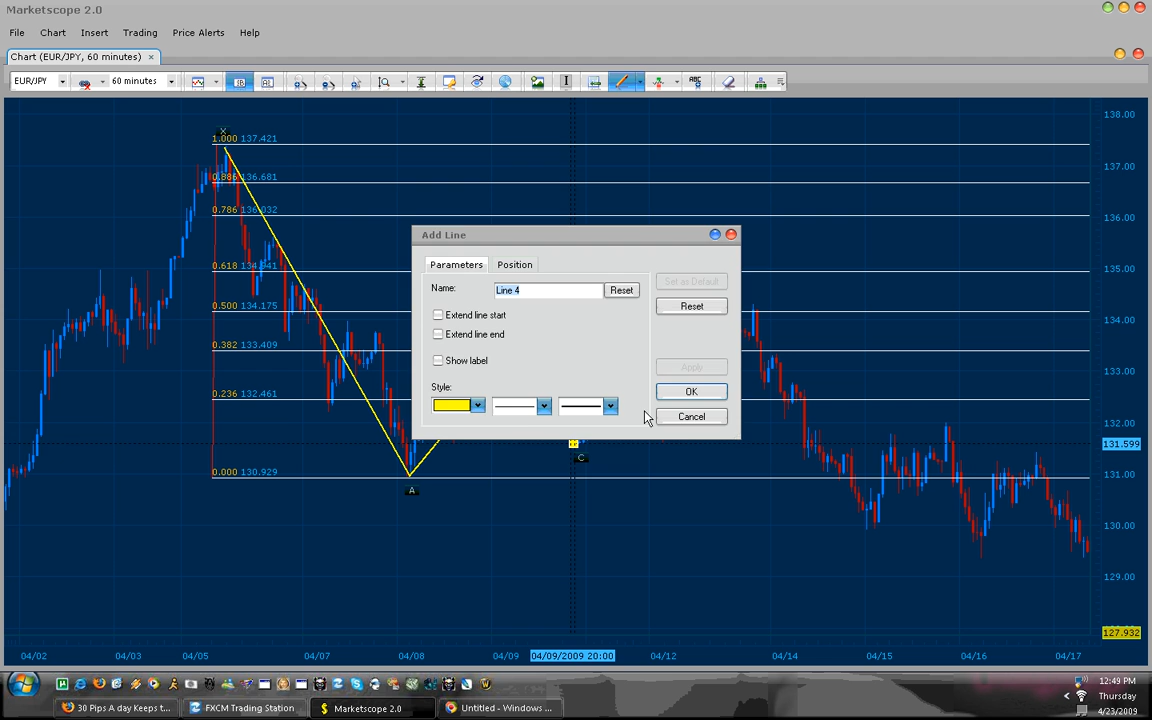 Marketscope 2.0
File Chart Insert Trading Price Alerts Help
Chart (EUR/JPY, 60 minutes) ×
EUR/JPY 60 minutes ABC
138.00
137.00
136.00
135.00
134.00
133.00
132.00
131.599
131.00
130.00
129.00
127.932
X
1.000 137.421
0.886 136.681
0.786 136.032
0.618 134.941
0.500 134.175
0.382 133.409
0.236 132.461
0.000 130.929
A
C
Add Line
Parameters Position
Name: Line 4 Reset
Extend line start
Extend line end
Show label
Style:
Set as Default
Reset
Apply
OK
Cancel
04/02 04/03 04/05 04/07 04/08 04/09 04/09/2009 20:00 04/12 04/14 04/15 04/16 04/17
30 Pips A day Keeps t... FXCM Trading Station Marketscope 2.0 Untitled - Windows ...
12:49 PM
Thursday
4/23/2009